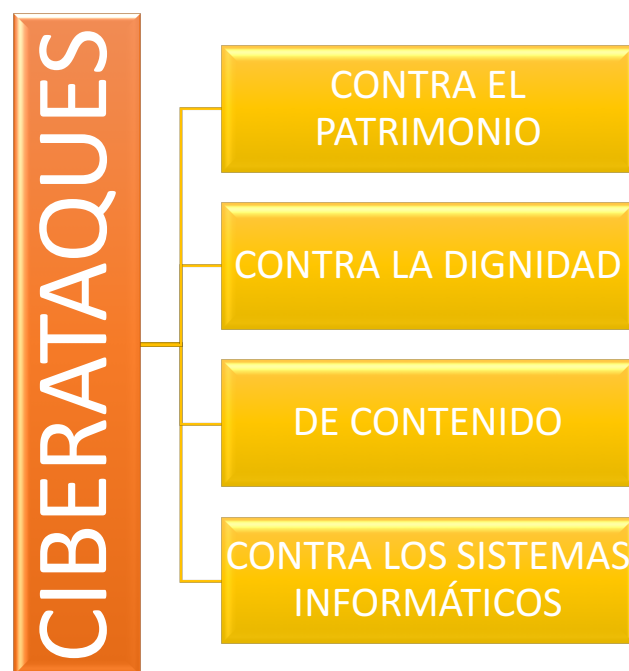 CIBERATAQUES
CONTRA EL
PATRIMONIO
CONTRA LA DIGNIDAD
DE CONTENIDO
CONTRA LOS SISTEMAS
INFORMÁTICOS